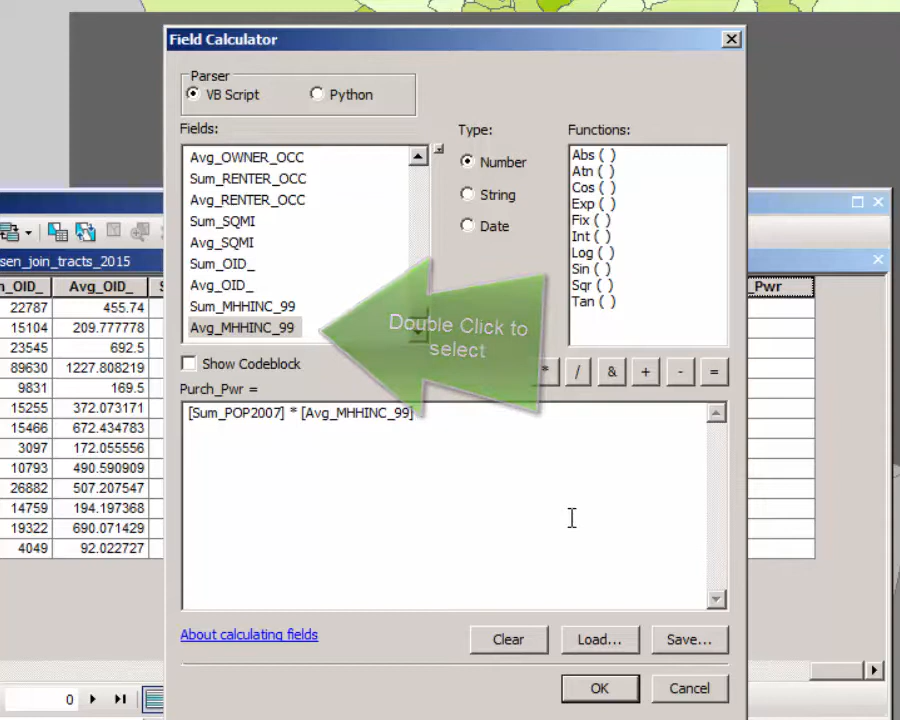 Field Calculator
Parser
VB Script
Python
Fields:
Type:
Functions:
Avg_OWNER_OCC
Sum_RENTER_OCC
Avg_RENTER_OCC
Sum_SQMI
Avg_SQMI
Sum_OID_
Avg_OID_
Sum_MHHINC_99
Avg_MHHINC_99
Number
String
Date
Abs ( )
Atn ( )
Cos ( )
Exp ( )
Fix ( )
Int ( )
Log ( )
Sin ( )
Sqr ( )
Tan ( )
Double Click to
select
Show Codeblock
* / & + - =
Purch_Pwr =
[Sum_POP2007] * [Avg_MHHINC_99]
About calculating fields
Clear
Load...
Save...
OK
Cancel
sen_join_tracts_2015
n_OID_ Avg_OID_ S
_Pwr
22787 455.74
15104 209.777778
23545 692.5
89630 1227.808219
9831 169.5
15255 372.073171
15466 672.434783
3097 172.055556
10793 490.590909
26882 507.207547
14759 194.197368
19322 690.071429
4049 92.022727
0